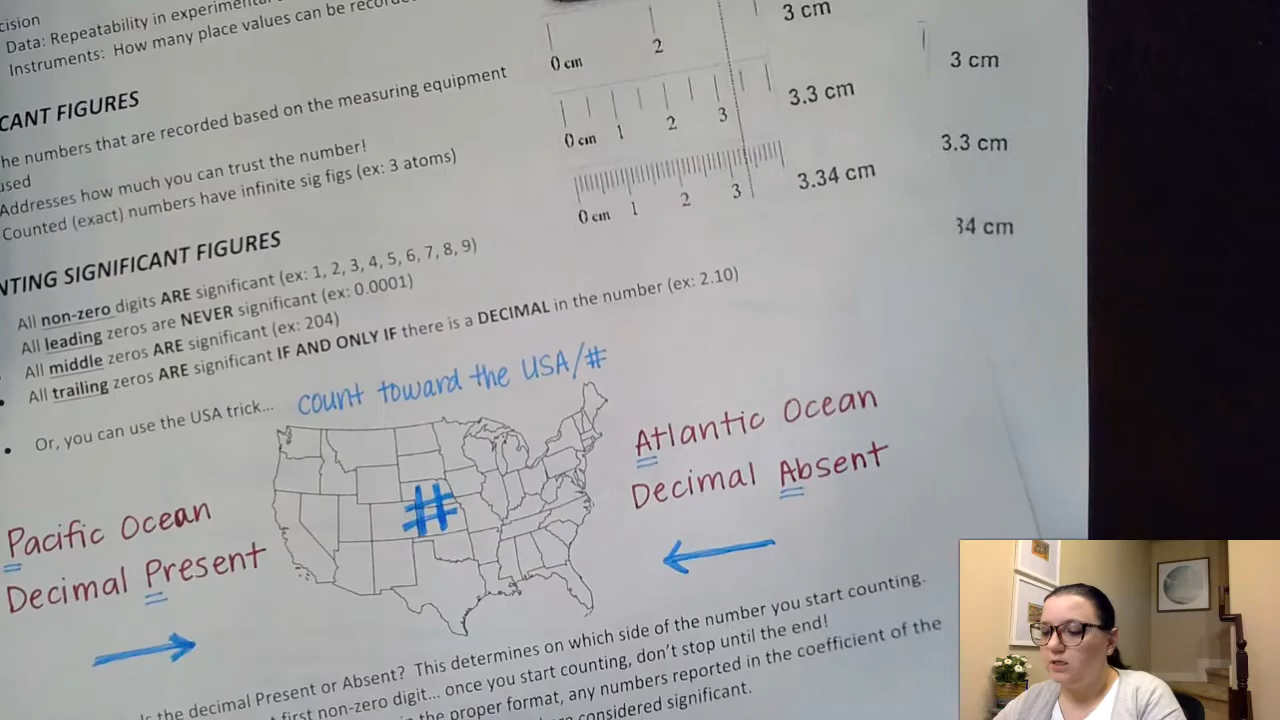 cision
Data: Repeatability in experimental
Instruments: How many place values can be recorded
CANT FIGURES
he numbers that are recorded based on the measuring equipment
used
Addresses how much you can trust the number!
Counted (exact) numbers have infinite sig figs (ex: 3 atoms)
0 cm 2 3 cm
0 cm 1 2 3 3.3 cm
0 cm 1 2 3 3.34 cm
3 cm
3.3 cm
34 cm
NTING SIGNIFICANT FIGURES
All non-zero digits ARE significant (ex: 1, 2, 3, 4, 5, 6, 7, 8, 9)
All leading zeros are NEVER significant (ex: 0.0001)
All middle zeros ARE significant (ex: 204)
• All trailing zeros ARE significant IF AND ONLY IF there is a DECIMAL in the number (ex: 2.10)
• Or, you can use the USA trick...
count toward the USA/#
#
Pacific Ocean
Decimal Present
Atlantic Ocean
Decimal Absent
Is the decimal Present or Absent? This determines on which side of the number you start counting.
first non-zero digit... once you start counting, don't stop until the end!
the proper format, any numbers reported in the coefficient of the
considered significant.